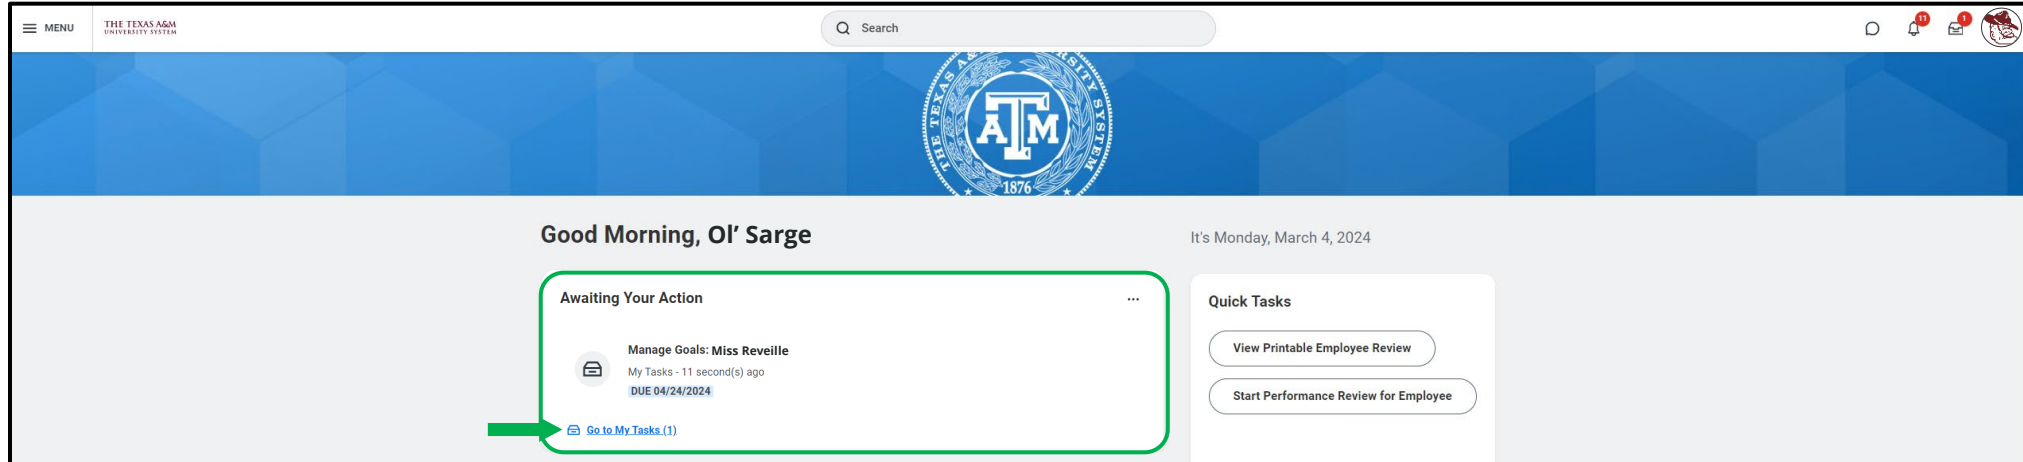 MENU
THE TEXAS A&M
UNIVERSITY SYSTEM
Search
11
1
THE TEXAS A& RSITY SYSTEM
ATM
1876
Good Morning, Ol’ Sarge
It's Monday, March 4, 2024
Awaiting Your Action
...
Manage Goals: Miss Reveille
My Tasks - 11 second(s) ago
DUE 04/24/2024
Go to My Tasks (1)
Quick Tasks
View Printable Employee Review
Start Performance Review for Employee